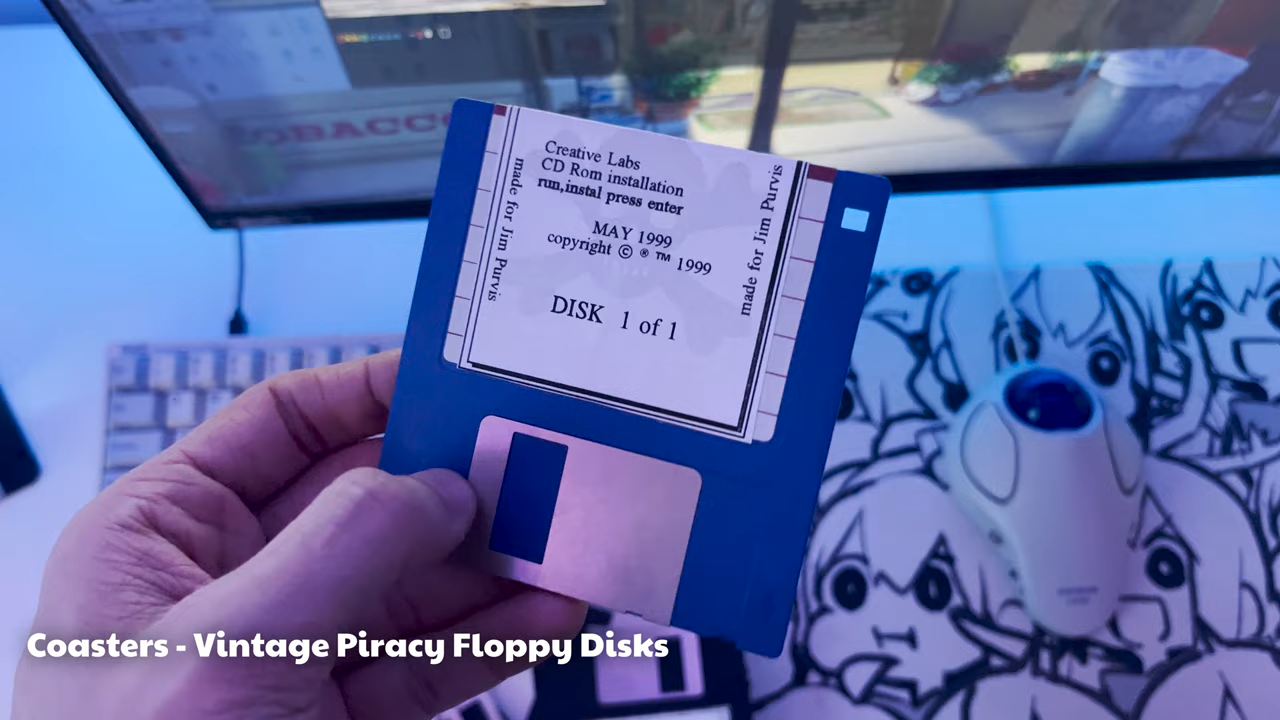 TOBACCO
Creative Labs
CD Rom installation
run,instal press enter
MAY 1999
copyright © ® ™ 1999
DISK 1 of 1
made for Jim Purvis
made for Jim Purvis
Coasters - Vintage Piracy Floppy Disks